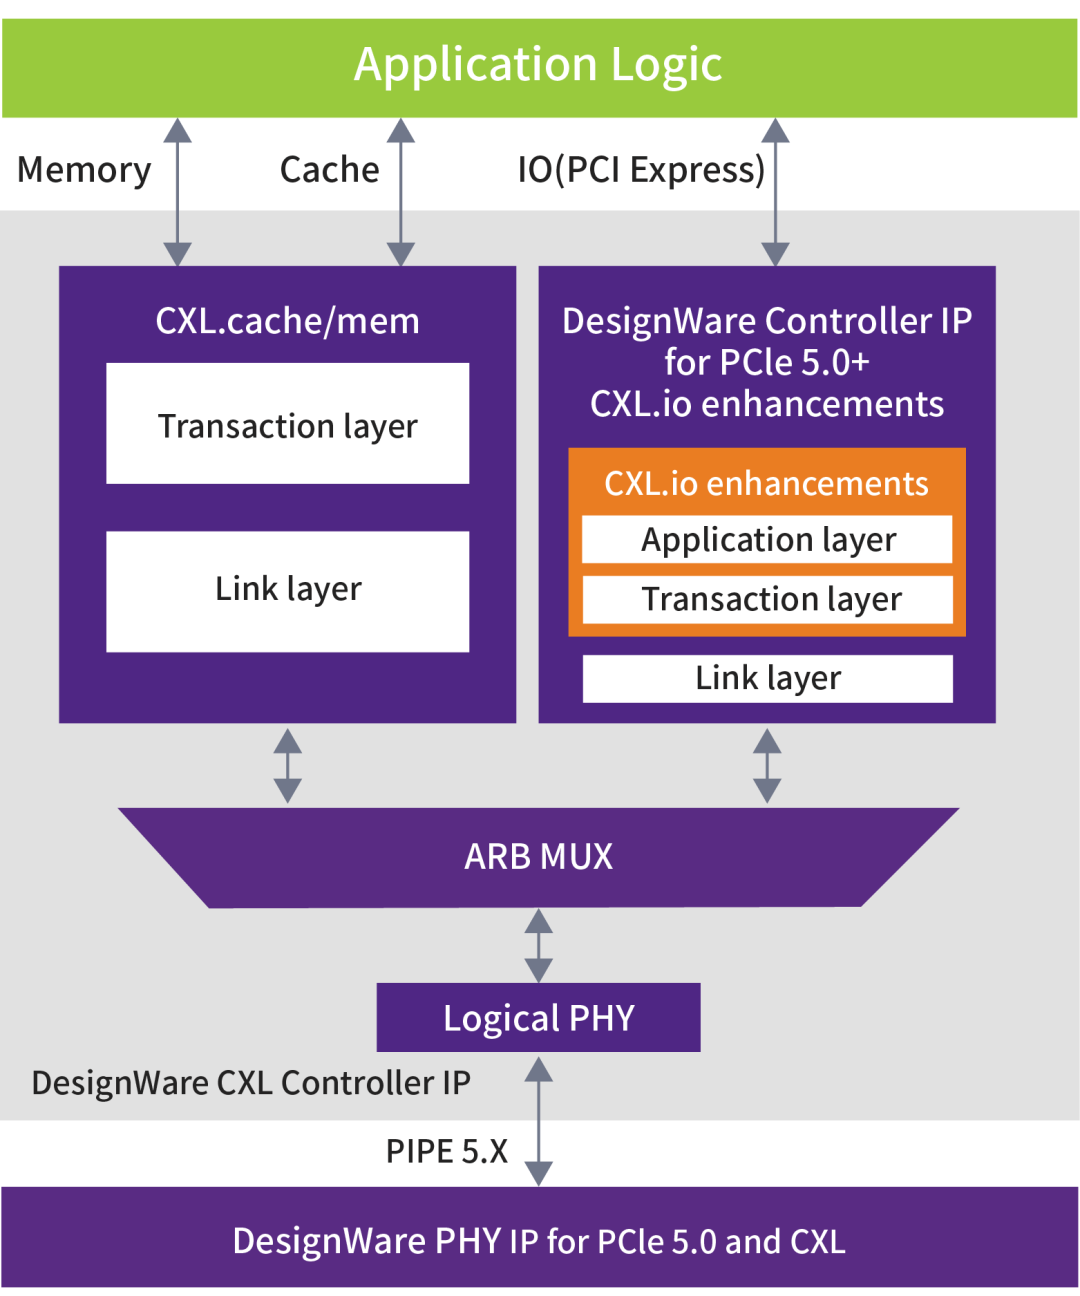 Application Logic
Memory
Cache
IO(PCI Express)
CXL.cache/mem
Transaction layer
Link layer
DesignWare Controller IP
for PCle 5.0+
CXL.io enhancements
CXL.io enhancements
Application layer
Transaction layer
Link layer
ARB MUX
Logical PHY
DesignWare CXL Controller IP
PIPE 5.X
DesignWare PHY IP for PCle 5.0 and CXL